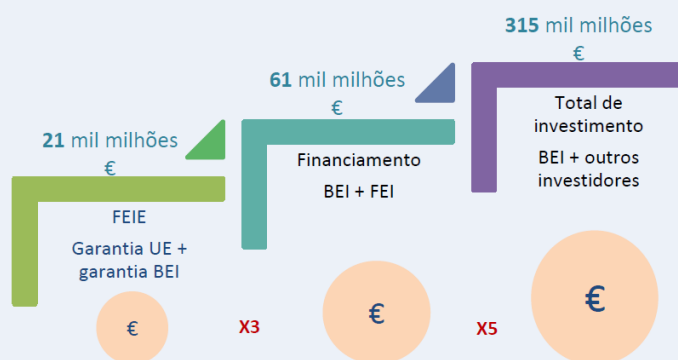 21 mil milhões
€
FEIE
Garantia UE +
garantia BEI
€
X3
61 mil milhões
€
Financiamento
BEI + FEI
€
X5
315 mil milhões
€
Total de
investimento
BEI + outros
investidores
€